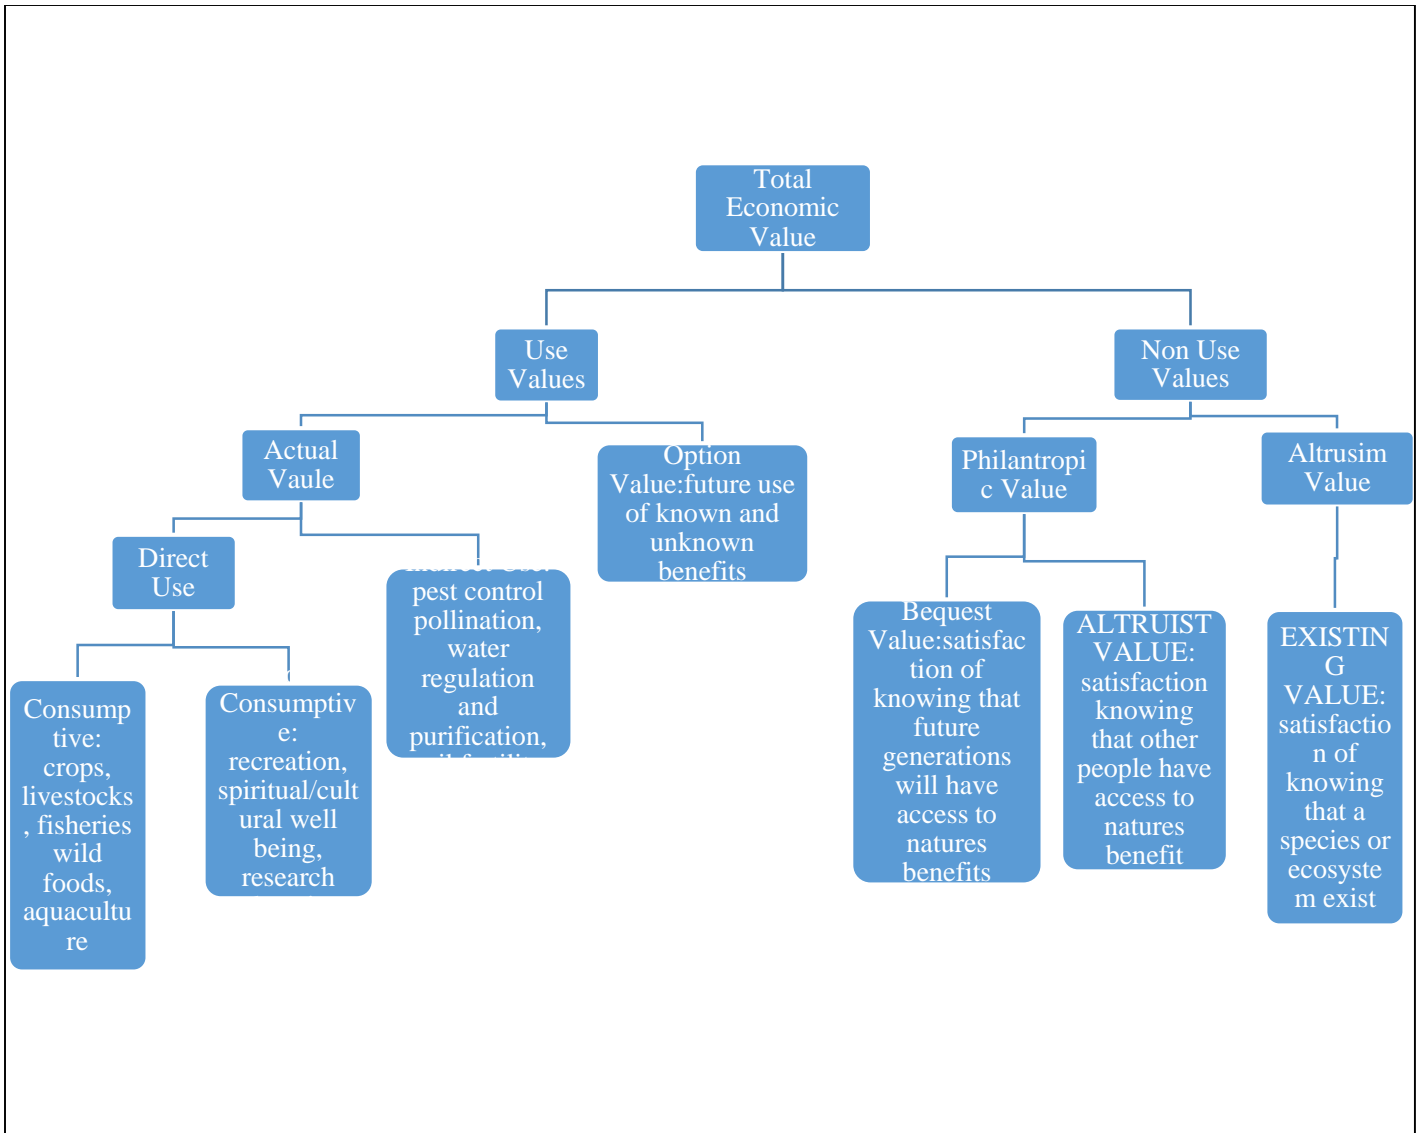 Total
Economic
Value
Use
Values
Non Use
Values
Actual
Vaule
Option
Value:future use
of known and
unknown
benefits
Philantropi
c Value
Altrusim
Value
Direct
Use
pest control
pollination,
water
regulation
and
purification,
Bequest
Value:satisfac
tion of
knowing that
future
generations
will have
access to
natures
benefits
ALTRUIST
VALUE:
satisfaction
knowing
that other
people have
access to
natures
benefit
EXISTIN
G
VALUE:
satisfactio
n of
knowing
that a
species or
ecosyste
m exist
Consump
tive:
crops,
livestocks
, fisheries
wild
foods,
aquacultu
re
Consumptiv
e:
recreation,
spiritual/cult
ural well
being,
research